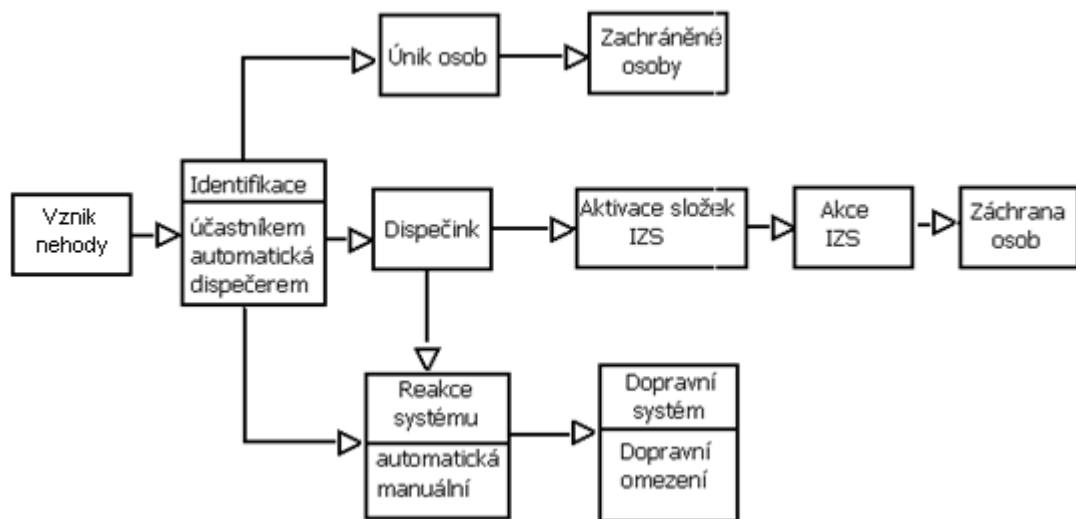 Únik osob
Zachráněné
osoby
Identifikace
účastníkem
automatická
dispečerem
Vznik
nehody
Dispečink
Aktivace složek
IZS
Akce
IZS
Záchrana
osob
Reakce
systému
automatická
manuální
Dopravní
systém
Dopravní
omezení